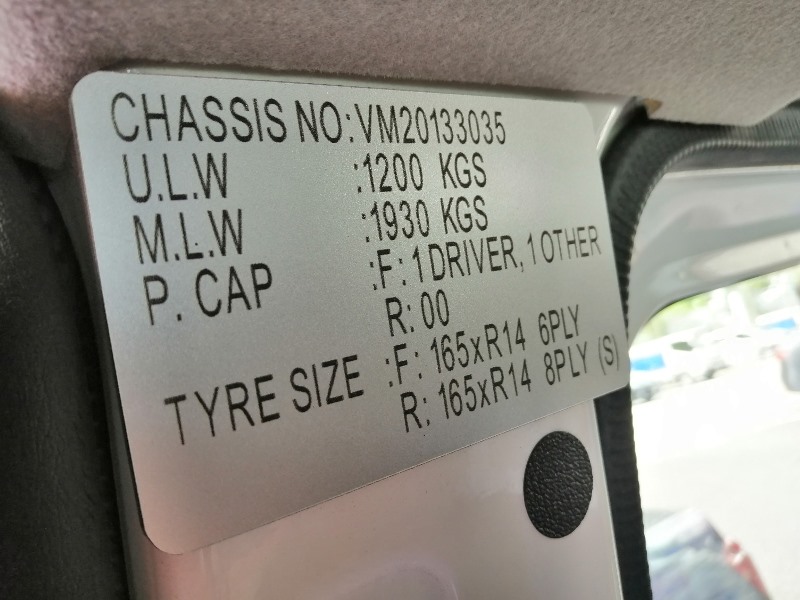 CHASSIS NO:VM20133035
U.L.W :1200 KGS
M.L.W :1930 KGS
P. CAP :F: 1 DRIVER, 1 OTHER
R: 00
TYRE SIZE :F: 165xR14 6PLY
R: 165xR14 8PLY (S)